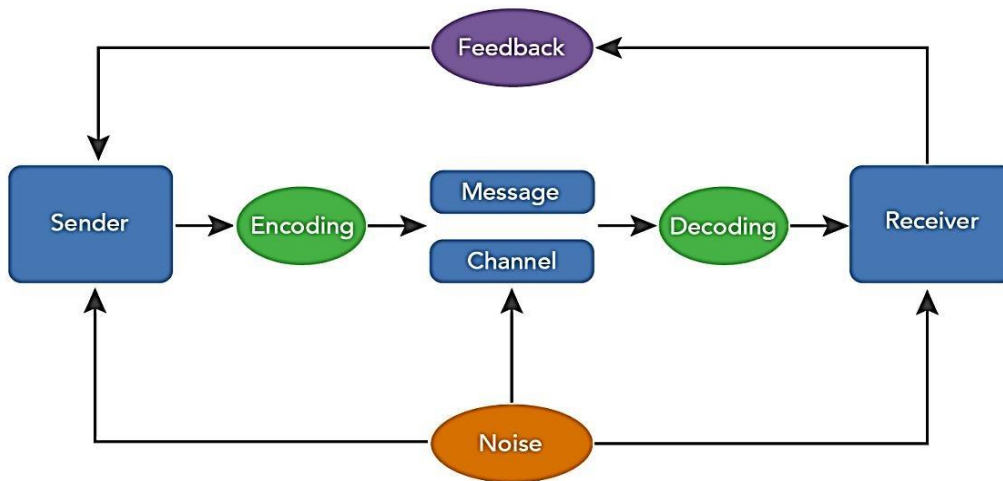 Feedback
Sender
Encoding
Message
Channel
Decoding
Receiver
Noise